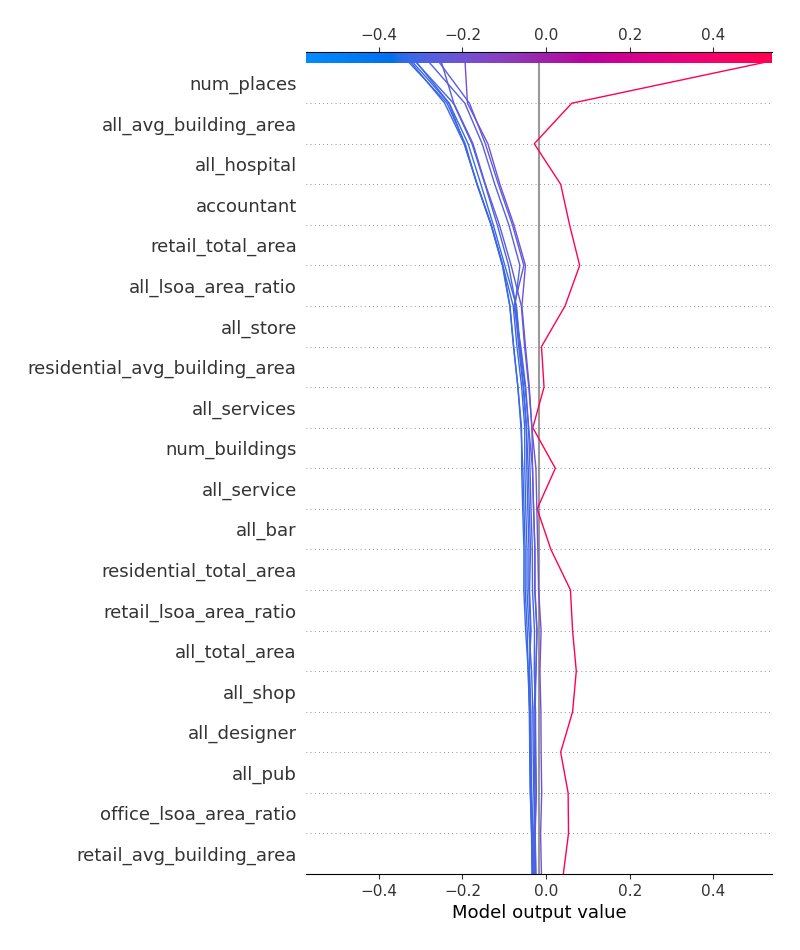 −0.4 −0.2 0.0 0.2 0.4
num_places
all_avg_building_area
all_hospital
accountant
retail_total_area
all_lsoa_area_ratio
all_store
residential_avg_building_area
all_services
num_buildings
all_service
all_bar
residential_total_area
retail_lsoa_area_ratio
all_total_area
all_shop
all_designer
all_pub
office_lsoa_area_ratio
retail_avg_building_area
−0.4 −0.2 0.0 0.2 0.4
Model output value